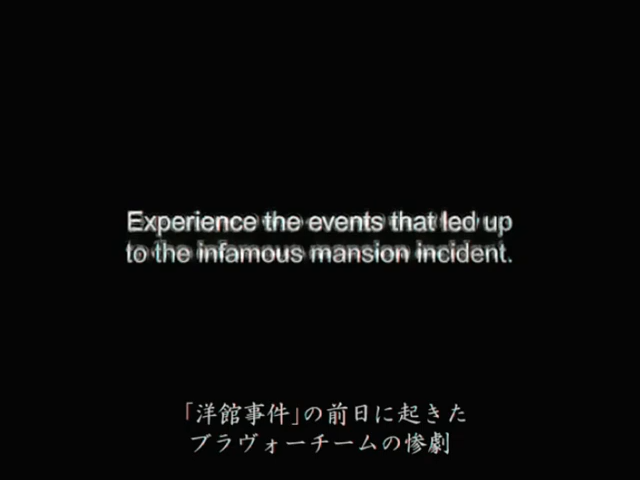 Experience the events that led up
to the infamous mansion incident.
「洋館事件」の前日に起きた
ブラヴォーチームの惨劇